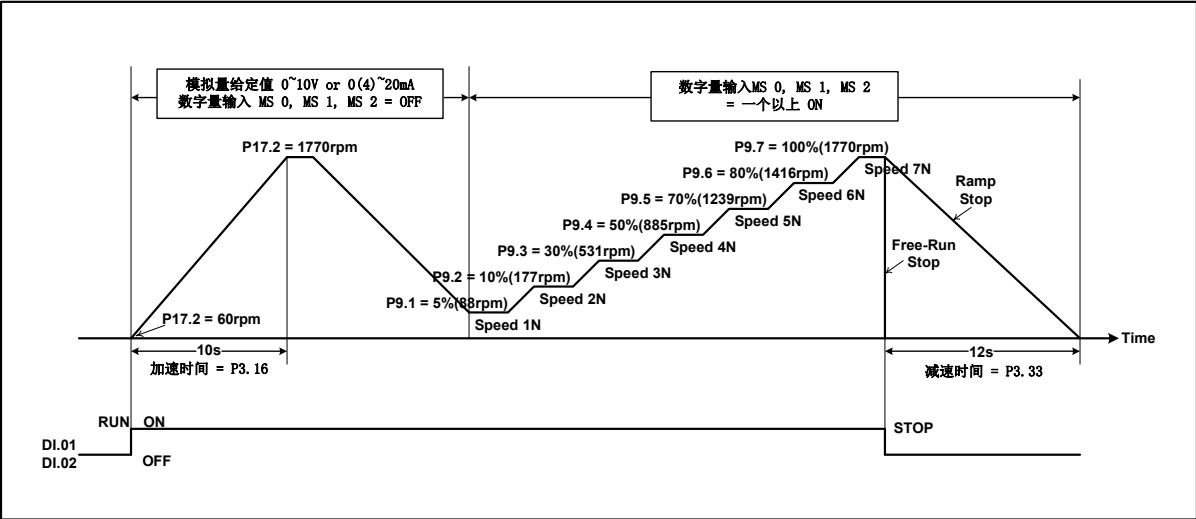 模拟量给定值 0~10V or 0(4)~20mA
数字量输入 MS 0, MS 1, MS 2 = OFF
数字量输入MS 0, MS 1, MS 2
= 一个以上 ON
P17.2 = 1770rpm
P9.7 = 100%(1770rpm)
Speed 7N
P9.6 = 80%(1416rpm)
Speed 6N
P9.5 = 70%(1239rpm)
Speed 5N
P9.4 = 50%(885rpm)
Speed 4N
P9.3 = 30%(531rpm)
Speed 3N
P9.2 = 10%(177rpm)
Speed 2N
P9.1 = 5%(88rpm)
Speed 1N
Ramp
Stop
Free-Run
Stop
P17.2 = 60rpm
Time
10s
加速时间 = P3.16
12s
减速时间 = P3.33
RUN ON
STOP
DI.01
DI.02
OFF